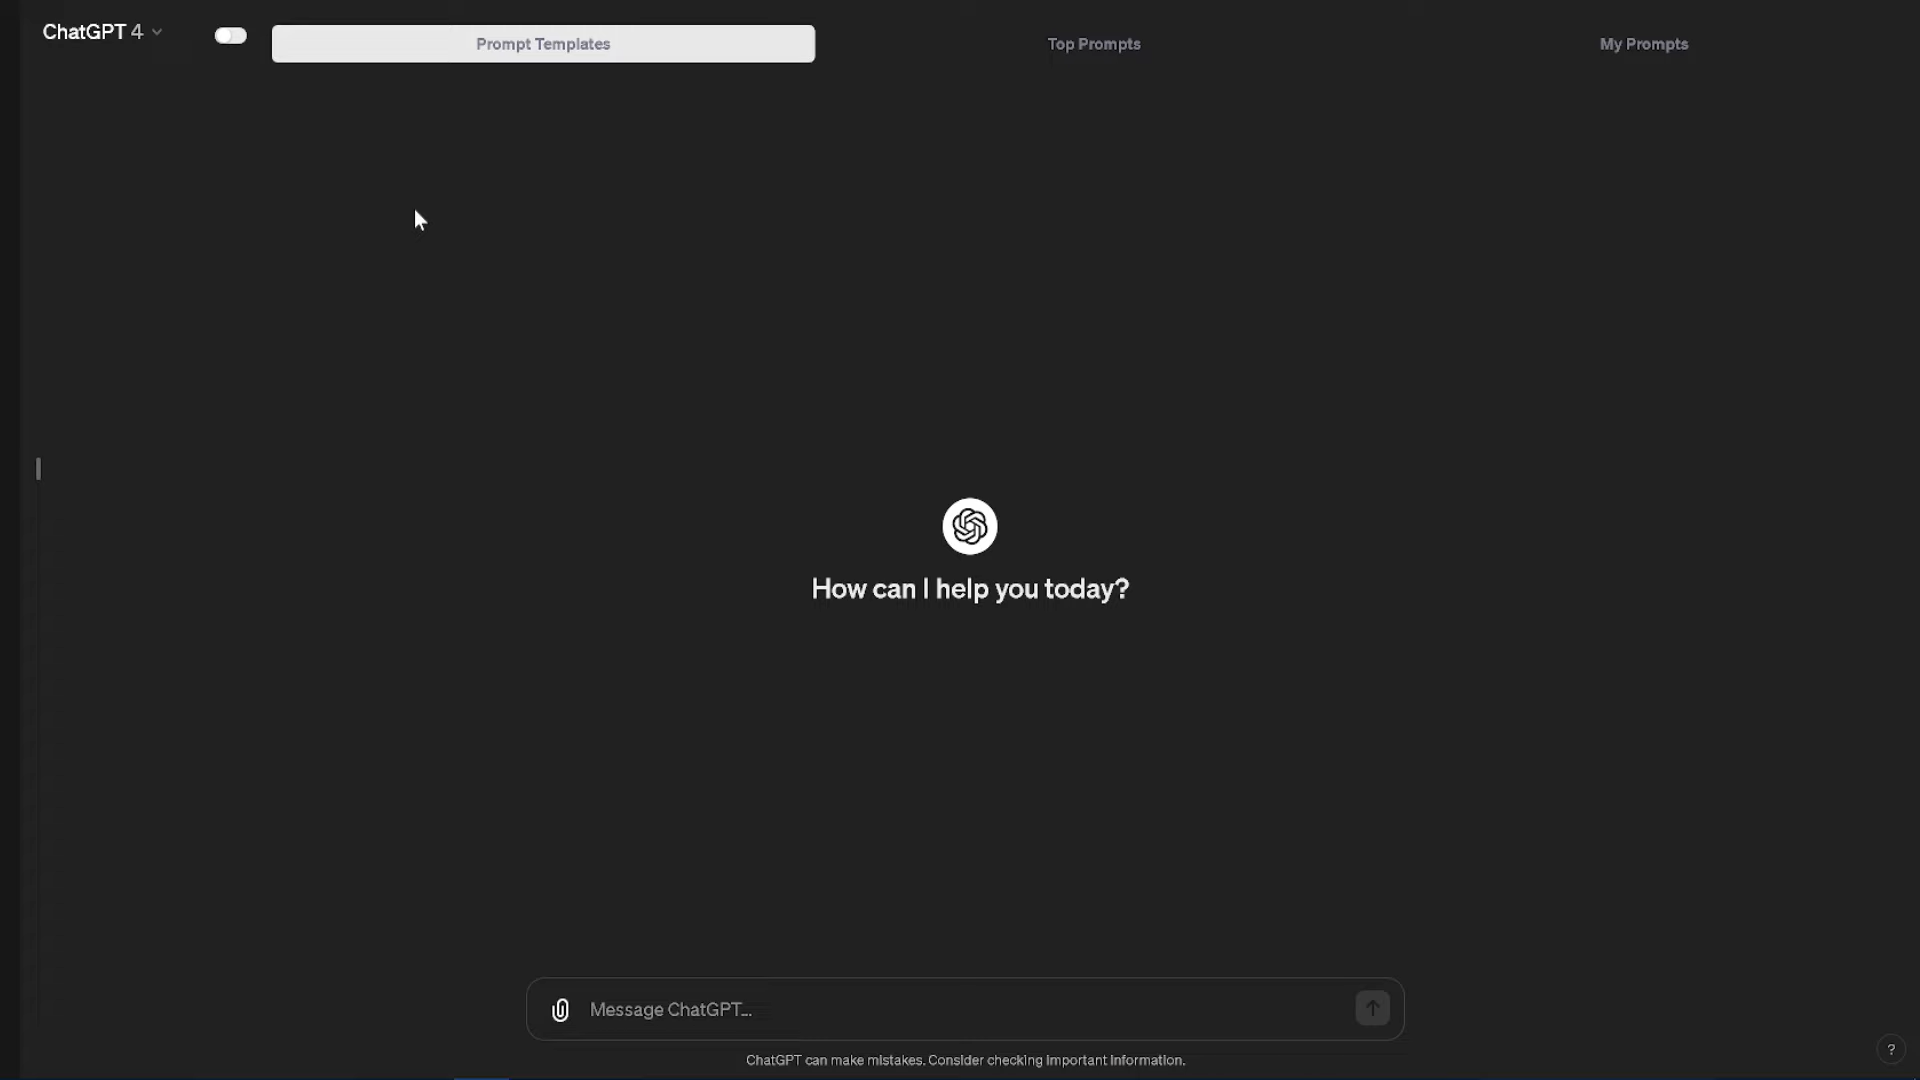 ChatGPT 4
Prompt Templates
Top Prompts
My Prompts
How can I help you today?
Message ChatGPT...
ChatGPT can make mistakes. Consider checking important information.
?